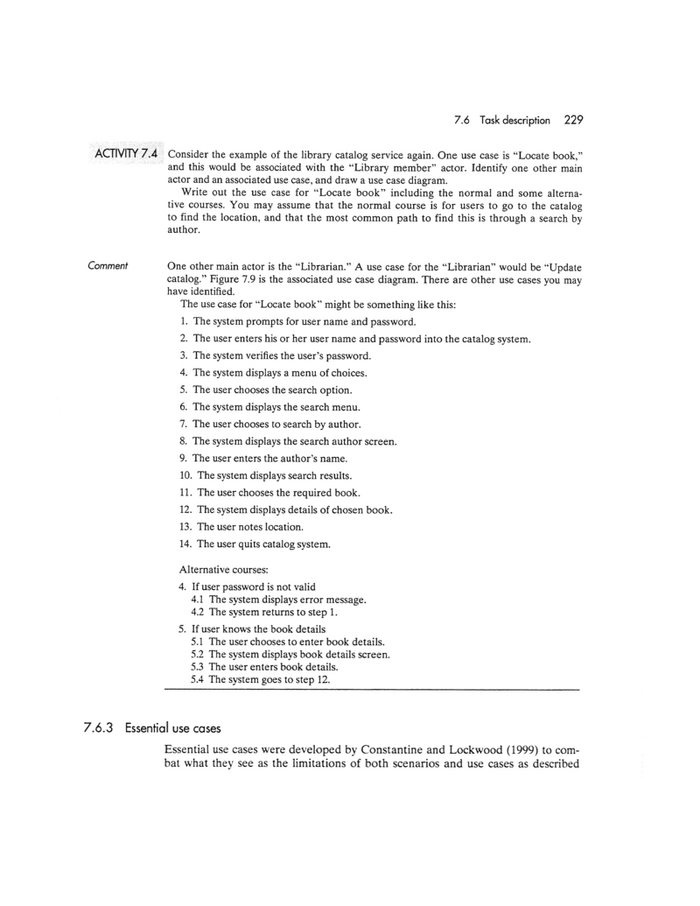 7.6 Task description 229
ACTIVITY 7.4 Consider the example of the library catalog service again. One use case is “Locate book,”
and this would be associated with the “Library member” actor. Identify one other main
actor and an associated use case, and draw a use case diagram.
Write out the use case for “Locate book” including the normal and some alterna-
tive courses. You may assume that the normal course is for users to go to the catalog
to find the location, and that the most common path to find this is through a search by
author.
Comment One other main actor is the “Librarian.” A use case for the “Librarian” would be “Update
catalog.” Figure 7.9 is the associated use case diagram. There are other use cases you may
have identified.
The use case for “Locate book” might be something like this:
1. The system prompts for user name and password.
2. The user enters his or her user name and password into the catalog system.
3. The system verifies the user’s password.
4. The system displays a menu of choices.
5. The user chooses the search option.
6. The system displays the search menu.
7. The user chooses to search by author.
8. The system displays the search author screen.
9. The user enters the author’s name.
10. The system displays search results.
11. The user chooses the required book.
12. The system displays details of chosen book.
13. The user notes location.
14. The user quits catalog system.
Alternative courses:
4. If user password is not valid
4.1 The system displays error message.
4.2 The system returns to step 1.
5. If user knows the book details
5.1 The user chooses to enter book details.
5.2 The system displays book details screen.
5.3 The user enters book details.
5.4 The system goes to step 12.
7.6.3 Essential use cases
Essential use cases were developed by Constantine and Lockwood (1999) to com-
bat what they see as the limitations of both scenarios and use cases as described